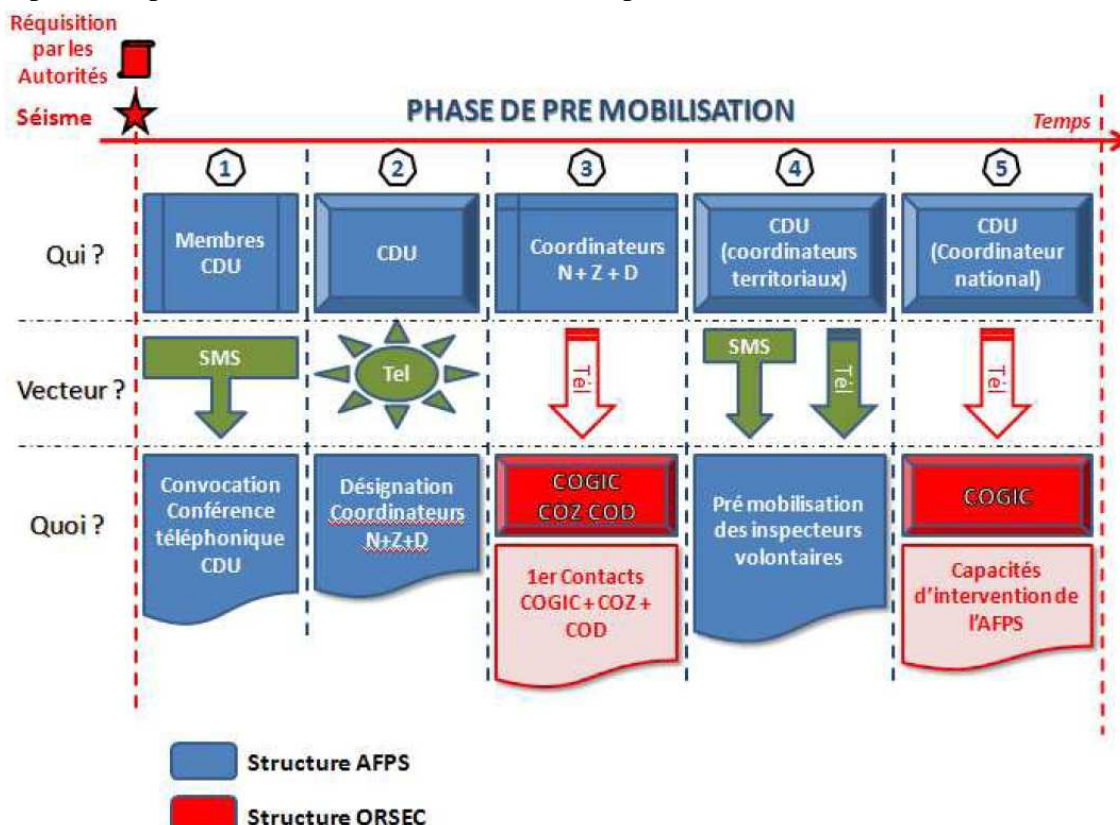 Réquisition
par les
Autorités
Séisme
PHASE DE PRE MOBILISATION
Temps
1
2
3
4
5
Qui ?
Membres
CDU
CDU
Coordinateurs
N + Z + D
CDU
(coordinateurs
territoriaux)
CDU
(Coordinateur
national)
Vecteur ?
SMS
Tel
Tél
SMS
Tél
Tél
Quoi ?
Convocation
Conférence
téléphonique
CDU
Désignation
Coordinateurs
N+Z+D
COGIC
COZ COD
1er Contacts
COGIC + COZ +
COD
Pré mobilisation
des inspecteurs
volontaires
COGIC
Capacités
d'intervention de
l'AFPS
Structure AFPS
Structure ORSEC